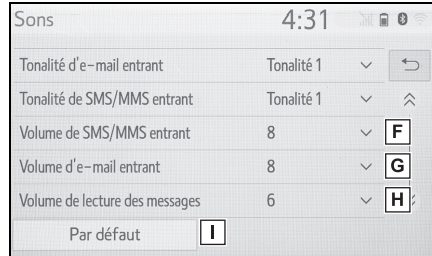 Sons 4:31
Tonalité d'e-mail entrant Tonalité 1
Tonalité de SMS/MMS entrant Tonalité 1
Volume de SMS/MMS entrant 8 F
Volume d'e-mail entrant 8 G
Volume de lecture des messages 6 H
Par défaut I